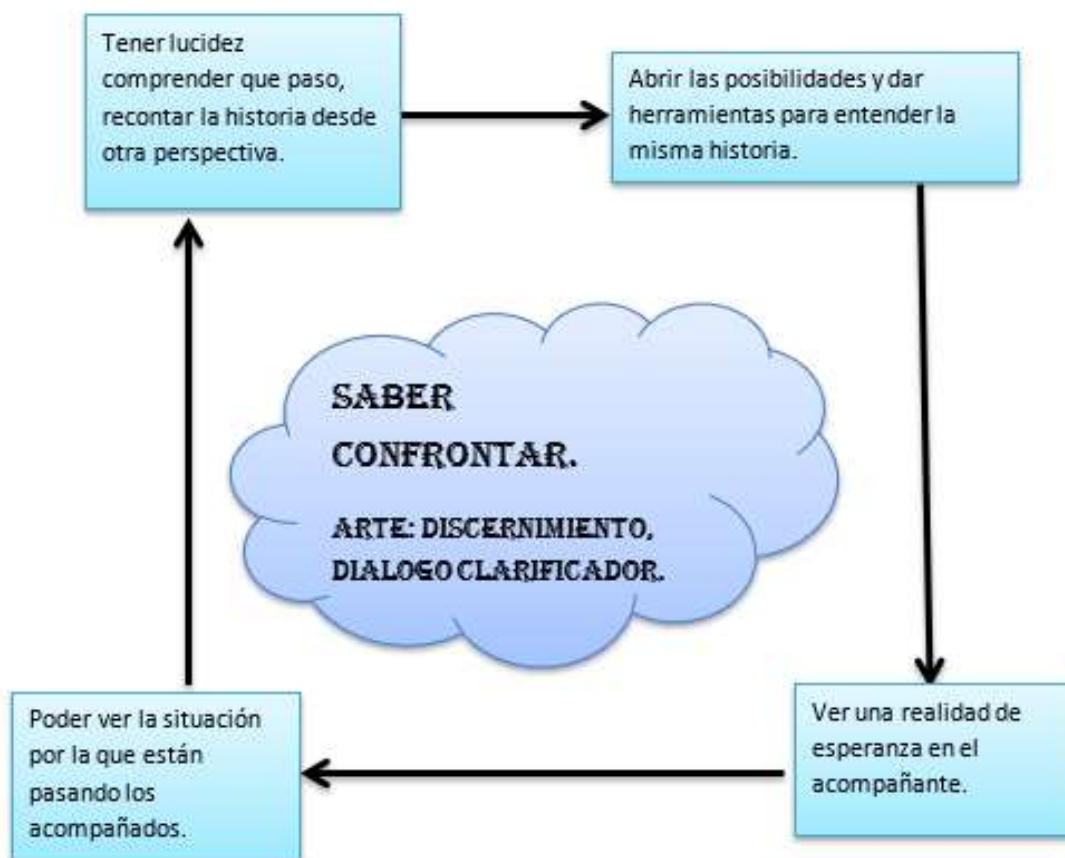 Tener lucidez
comprender que paso,
recontar la historia desde
otra perspectiva.
Abrir las posibilidades y dar
herramientas para entender la
misma historia.
SABER
CONFRONTAR.
ARTE: DISCERNIMIENTO,
DIALOGO CLARIFICADOR.
Poder ver la situación
por la que están
pasando los
acompañados.
Ver una realidad de
esperanza en el
acompañante.